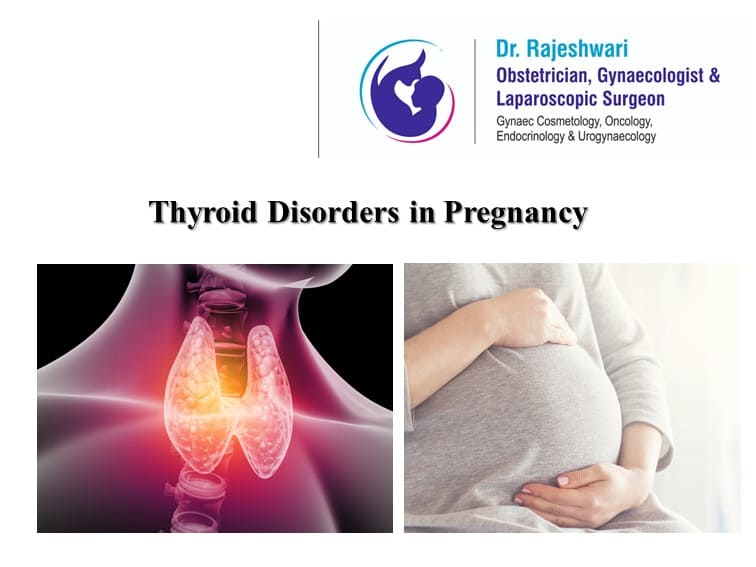 Dr. Rajeshwari
Obstetrician, Gynaecologist &
Laparoscopic Surgeon
Gynaec Cosmetology, Oncology,
Endocrinology & Urogynaecology
Thyroid Disorders in Pregnancy